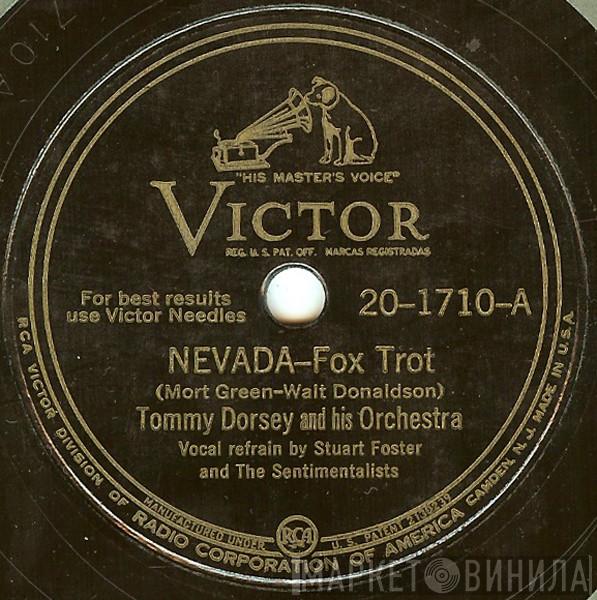 "HIS MASTER'S VOICE"
VICTOR
REG. U.S. PAT. OFF. MARCAS REGISTRADAS
For best results
use Victor Needles
20-1710-A
NEVADA-Fox Trot
(Mort Green-Walt Donaldson)
Tommy Dorsey and his Orchestra
Vocal refrain by Stuart Foster
and The Sentimentalists
MANUFACTURED UNDER RCA U.S. PATENT 2139239
RCA VICTOR DIVISION OF RADIO CORPORATION OF AMERICA CAMDEN, N.J. MADE IN U.S.A.
МАРКЕТ ВИНИЛА